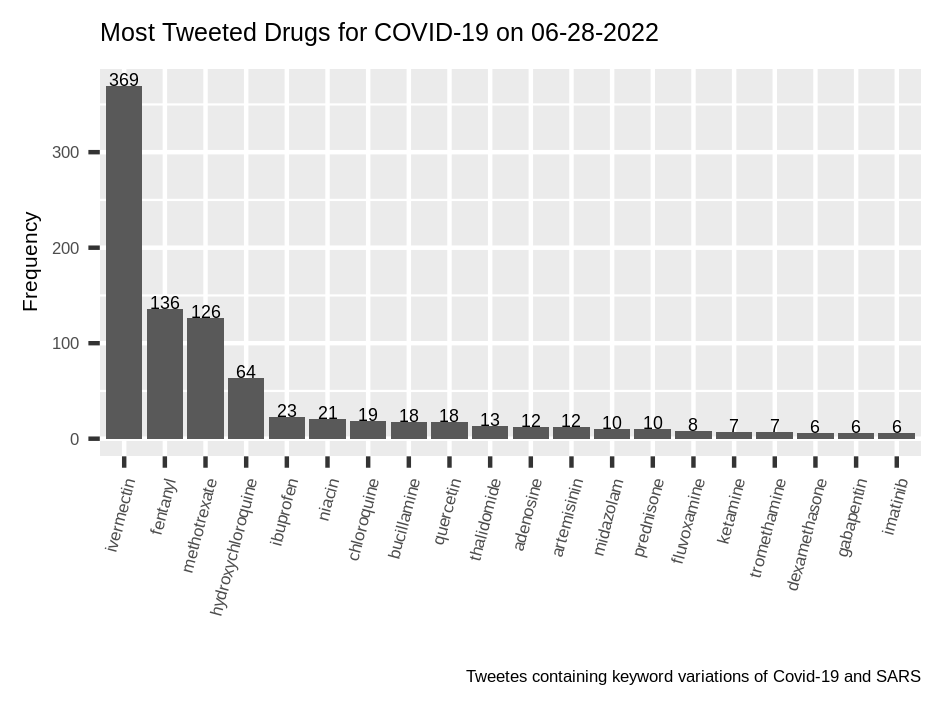 Most Tweeted Drugs for COVID-19 on 06-28-2022
Frequency
300
200
100
0
369
136
126
64
23
21
19
18
18
13
12
12
10
10
8
7
7
6
6
6
ivermectin
fentanyl
methotrexate
hydroxychloroquine
ibuprofen
niacin
chloroquine
bucillamine
quercetin
thalidomide
adenosine
artemisinin
midazolam
prednisone
fluvoxamine
ketamine
tromethamine
dexamethasone
gabapentin
imatinib
Tweetes containing keyword variations of Covid-19 and SARS